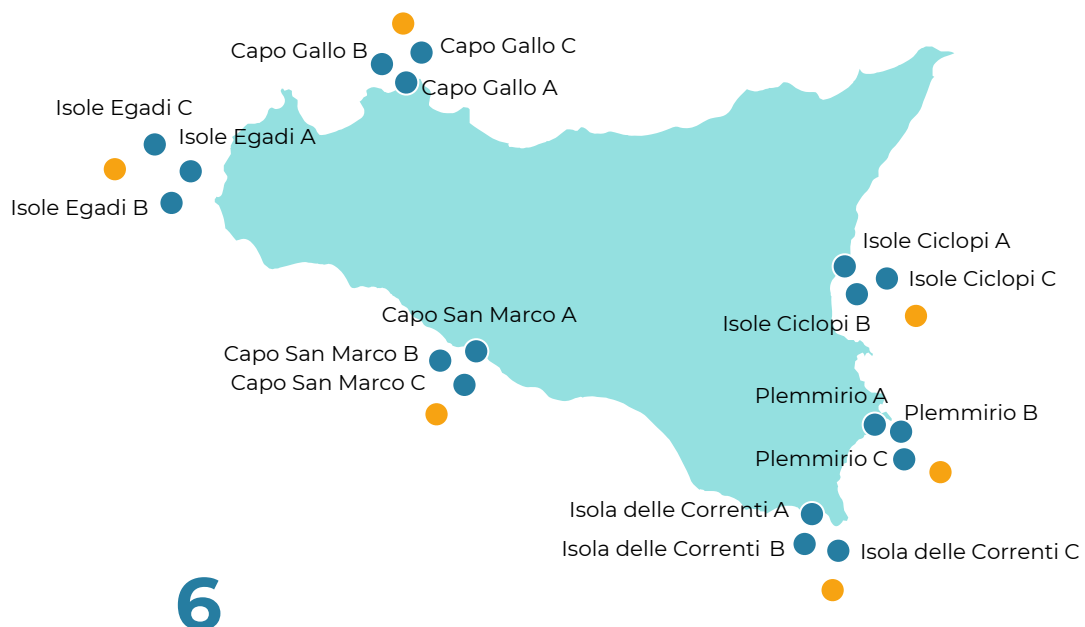 Capo Gallo B
Capo Gallo C
Capo Gallo A
Isole Egadi C
Isole Egadi A
Isole Egadi B
Isole Ciclopi A
Isole Ciclopi C
Isole Ciclopi B
Capo San Marco A
Capo San Marco B
Capo San Marco C
Plemmirio A
Plemmirio B
Plemmirio C
Isola delle Correnti A
Isola delle Correnti B
Isola delle Correnti C
6